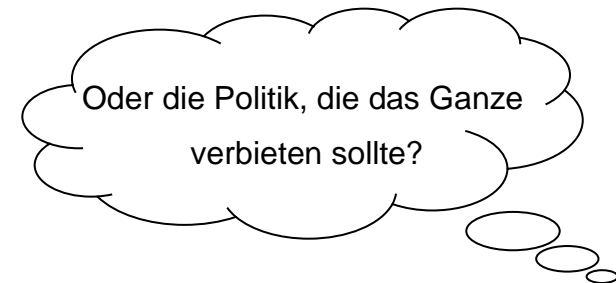 Oder die Politik, die das Ganze
verbieten sollte?